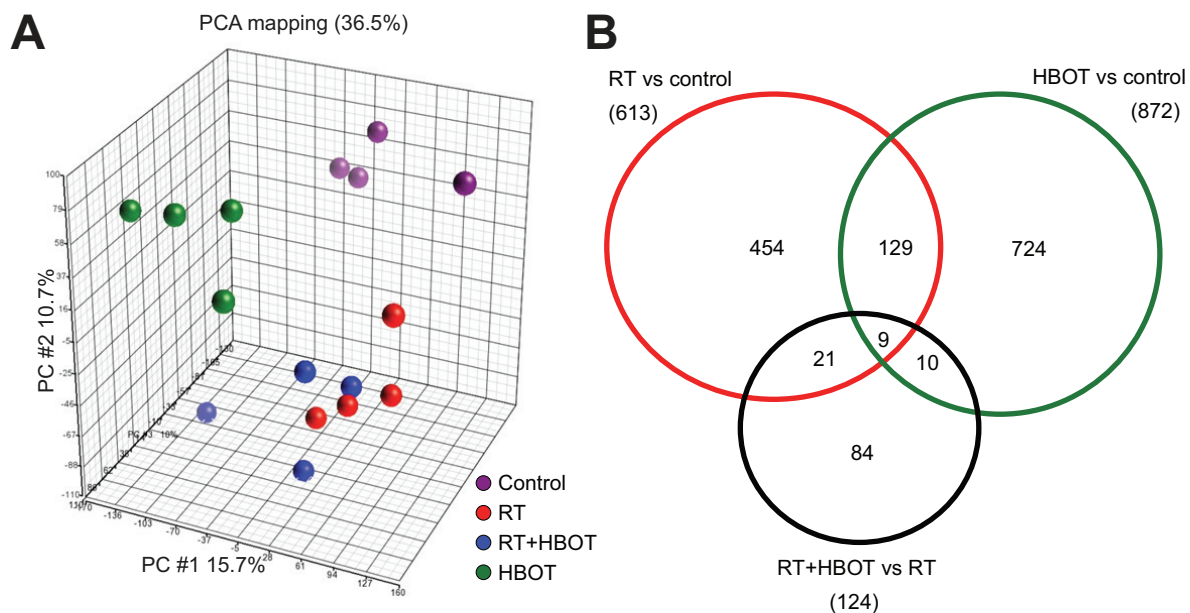 A
PCA mapping (36.5%)
100
79
58
37
16
-5
-25
-46
-67
-88
-110
PC #2 10.7%
-136
-103
-70
-37
-5
28
61
94
127
160
PC #1 15.7%
Control
RT
RT+HBOT
HBOT
B
RT vs control
(613)
HBOT vs control
(872)
454
129
724
9
21
10
84
RT+HBOT vs RT
(124)